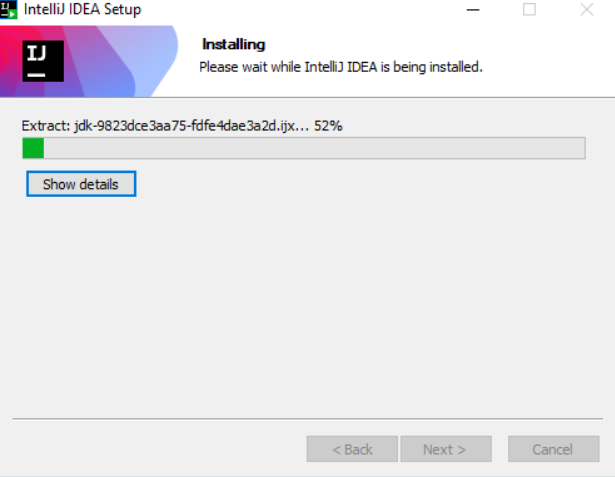 IntelliJ IDEA Setup
IJ
Installing
Please wait while IntelliJ IDEA is being installed.
Extract: jdk-9823dce3aa75-fdfe4dae3a2d.ijx... 52%
Show details
< Back
Next >
Cancel